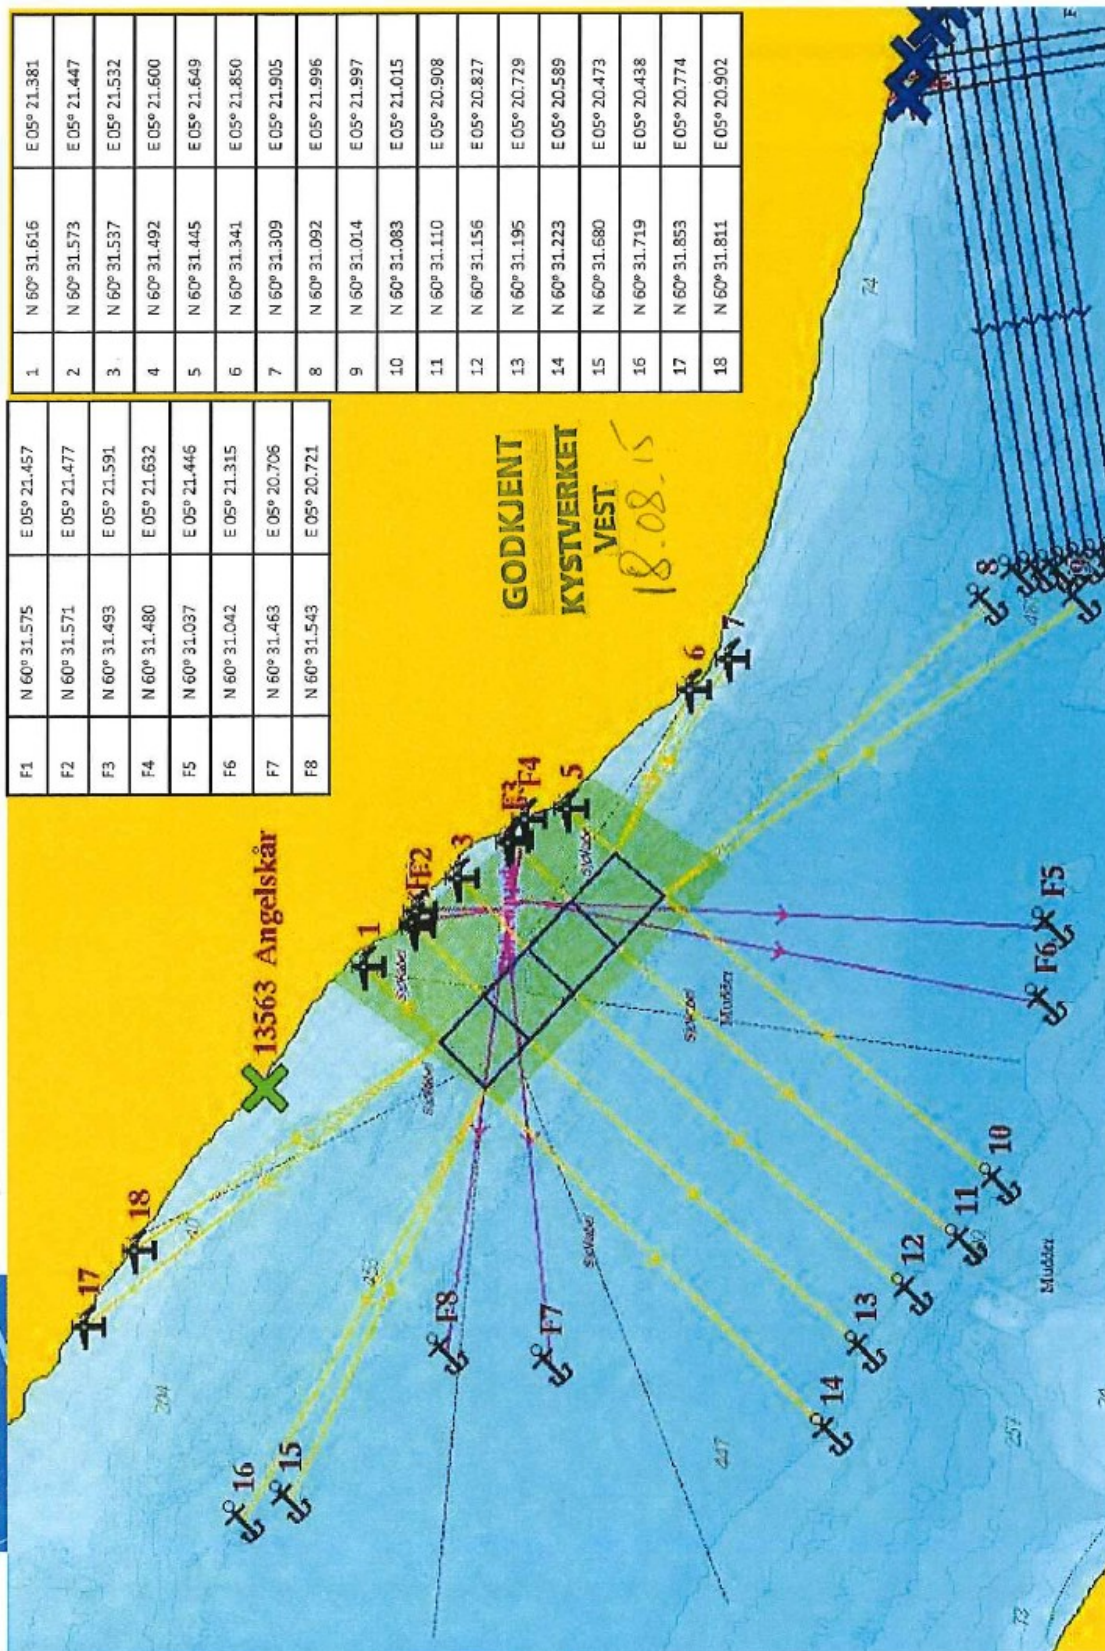 F1 N 60° 31.575 E 05° 21.457
F2 N 60° 31.571 E 05° 21.477
F3 N 60° 31.493 E 05° 21.591
F4 N 60° 31.480 E 05° 21.632
F5 N 60° 31.037 E 05° 21.446
F6 N 60° 31.042 E 05° 21.315
F7 N 60° 31.463 E 05° 20.706
F8 N 60° 31.543 E 05° 20.721
1 N 60° 31.616 E 05° 21.381
2 N 60° 31.573 E 05° 21.447
3 N 60° 31.537 E 05° 21.532
4 N 60° 31.492 E 05° 21.600
5 N 60° 31.445 E 05° 21.649
6 N 60° 31.341 E 05° 21.850
7 N 60° 31.309 E 05° 21.905
8 N 60° 31.092 E 05° 21.996
9 N 60° 31.014 E 05° 21.997
10 N 60° 31.083 E 05° 21.015
11 N 60° 31.110 E 05° 20.908
12 N 60° 31.156 E 05° 20.827
13 N 60° 31.195 E 05° 20.729
14 N 60° 31.223 E 05° 20.589
15 N 60° 31.680 E 05° 20.473
16 N 60° 31.719 E 05° 20.438
17 N 60° 31.853 E 05° 20.774
18 N 60° 31.811 E 05° 20.902
GODKJENT
KYSTVERKET
VEST
18.08.15
13563 Angelskår
17
18
1
3
F4
5
6
7
8
16
15
F8
F7
14
13
12
11
10
F6
F5
Sjøkabel
Sjøkabel
Sjøkabel
Sjøkabel
Sjøkabel
Mudder
Mudder
204
40
447
257
73
74